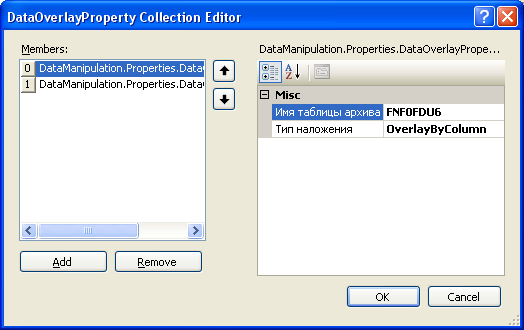 DataOverlayProperty Collection Editor
Members:
0 DataManipulation.Properties.Data
1 DataManipulation.Properties.Data
Add
Remove
DataManipulation.Properties.DataOverlayPrope...
Misc
Имя таблицы архива FNF0FDU6
Тип наложения OverlayByColumn
OK
Cancel